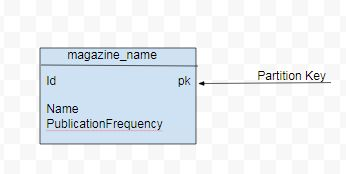 magazine_name
Id pk Partition Key
Name
PublicationFrequency